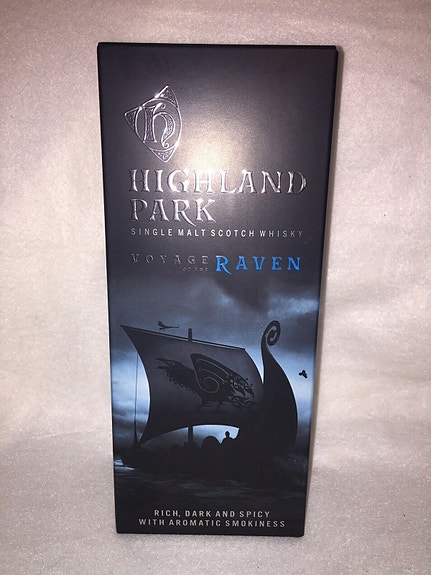 HIGHLAND
PARK
SINGLE MALT SCOTCH WHISKY
VOYAGE OF THE RAVEN
RICH, DARK AND SPICY
WITH AROMATIC SMOKINESS